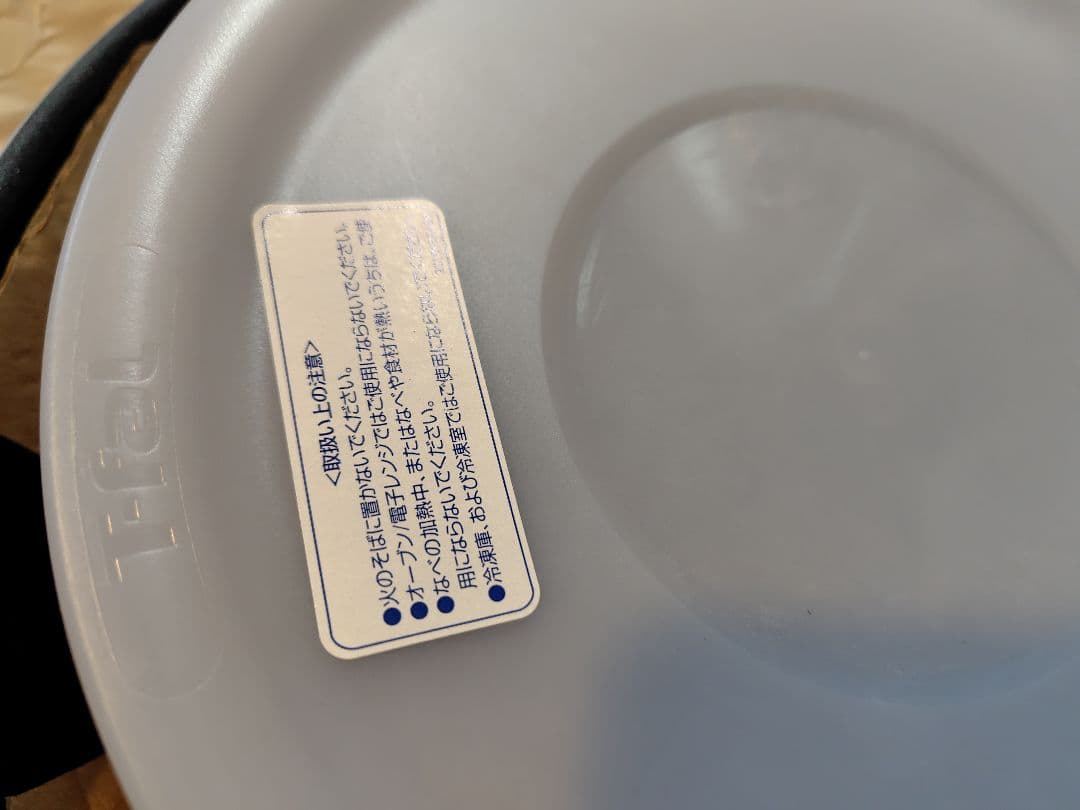 T-fal
<取扱い上の注意>
●火のそばに置かないでください。
●オーブン/電子レンジではご使用にならないでください。
●なべの加熱中、またはなべや食材が熱いうちは、ご使
用にならないでください。
●冷凍庫、および冷凍室ではご使用にならないでください